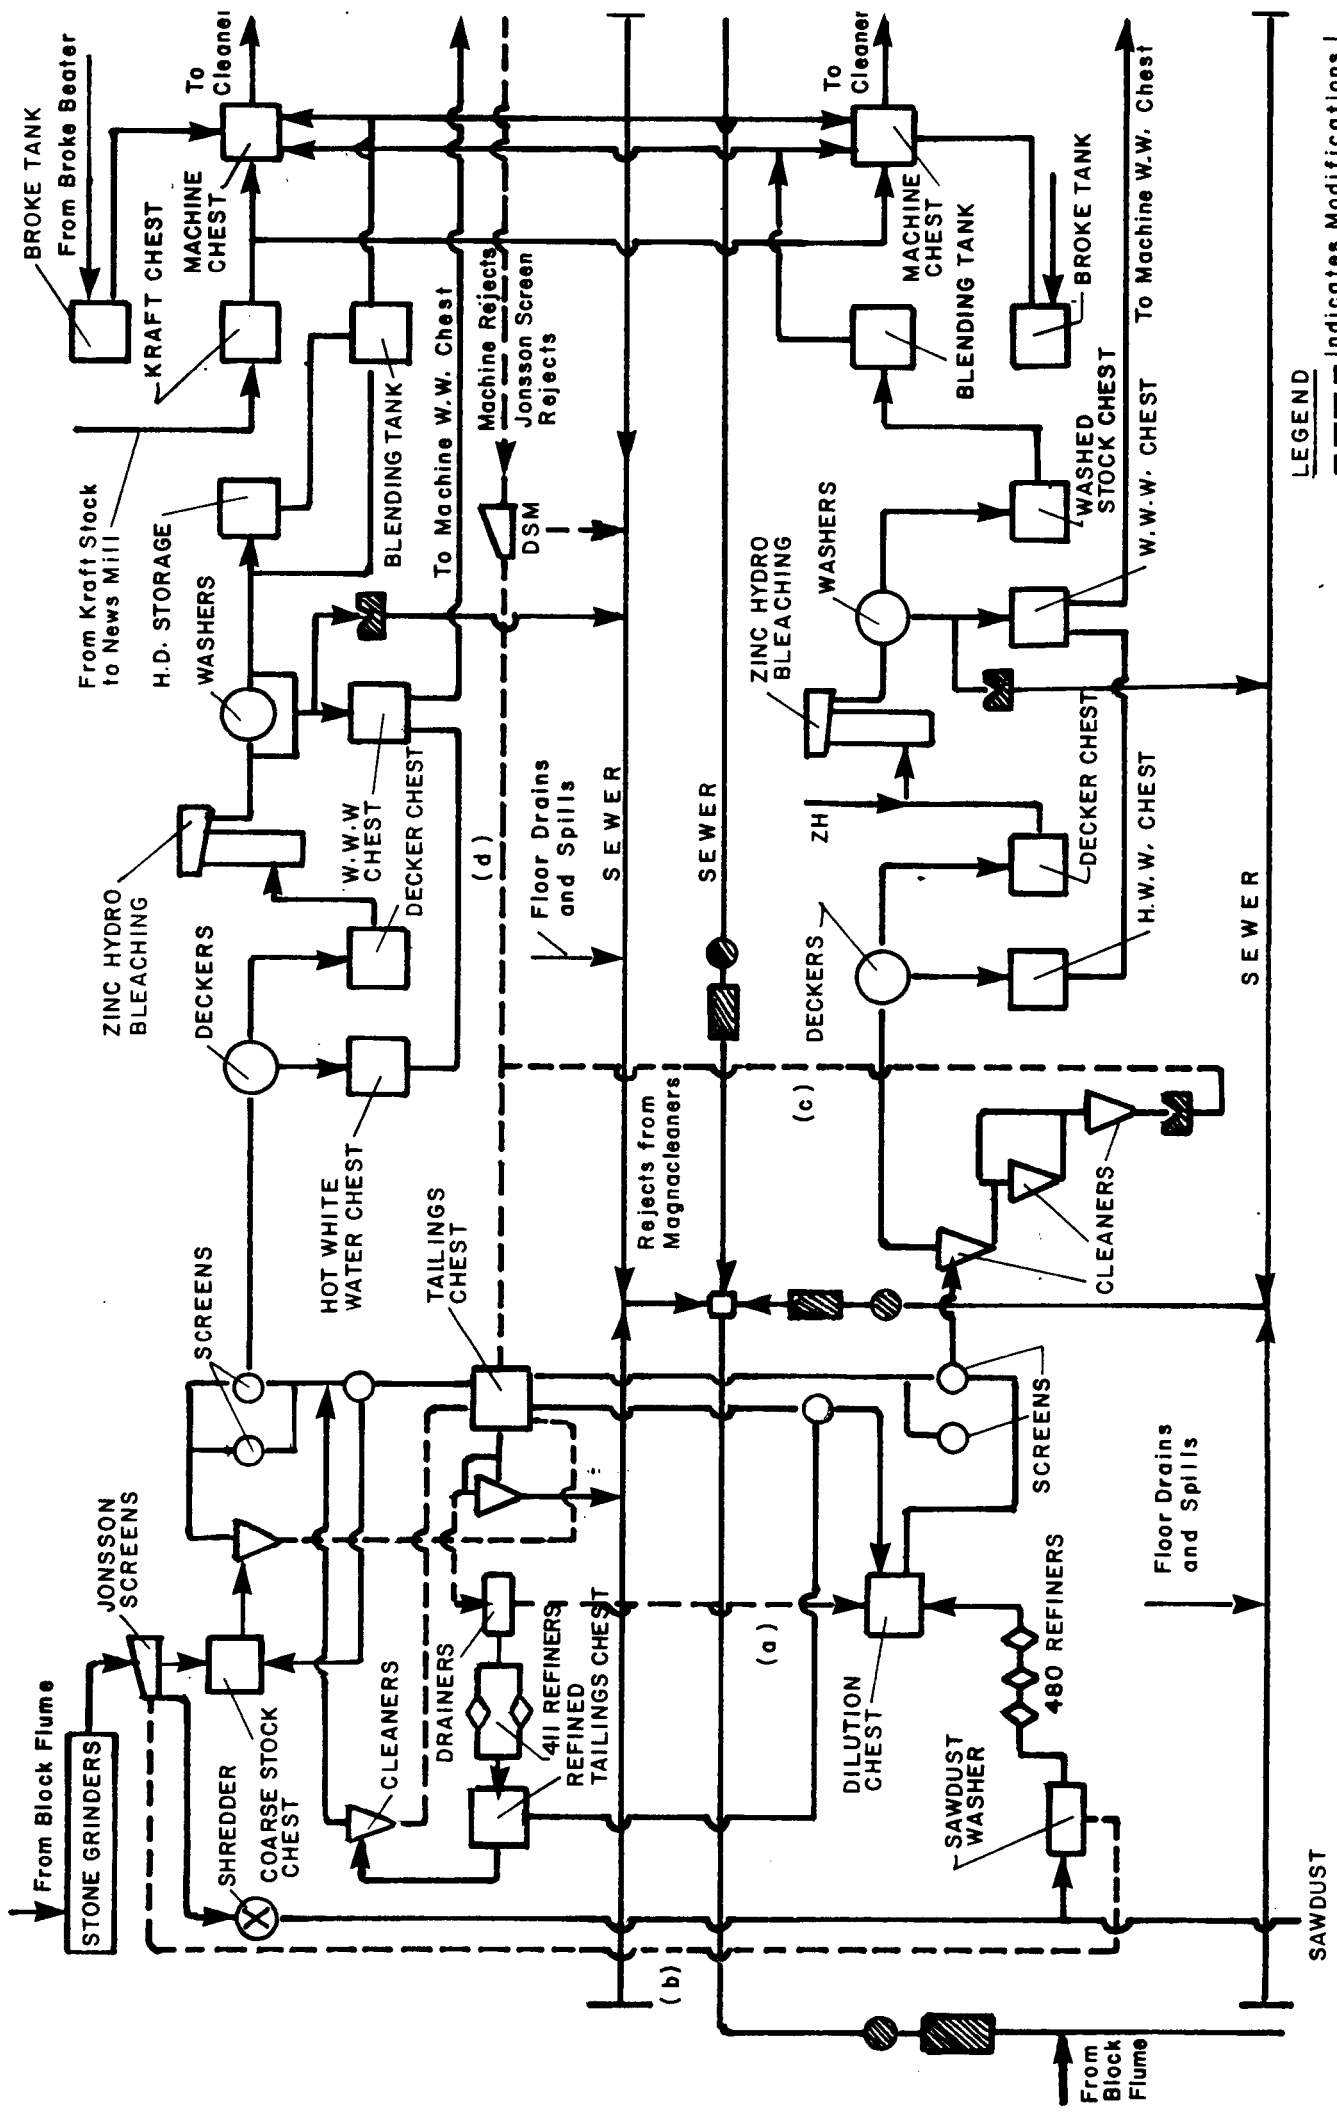 BROKE TANK
From Broke Beater
To
Cleaner
KRAFT CHEST
MACHINE
CHEST
From Kraft Stock
to News Mill
H.D. STORAGE
WASHERS
BLENDING TANK
To Machine W.W. Chest
Machine Rejects
Jonsson Screen
Rejects
DSM
ZINC HYDRO
BLEACHING
DECKERS
W.W.W
CHEST
DECKER CHEST
(d)
Floor Drains
and Spills
SEWER
SEWER
HOT WHITE
WATER CHEST
SCREENS
TAILINGS
CHEST
Rejects from
Magnacleaners
JONSSON
SCREENS
From Block Flume
STONE GRINDERS
SHREDDER
COARSE STOCK
CHEST
CLEANERS
DRAINERS
411 REFINERS
REFINED
TAILINGS CHEST
(a)
(b)
(c)
DILUTION
CHEST
SAWDUST
WASHER
480 REFINERS
SCREENS
CLEANERS
Floor Drains
and Spills
DECKERS
ZH
ZINC HYDRO
BLEACHING
WASHERS
DECKER CHEST
H.W.W. CHEST
W.W.W. CHEST
WASHED
STOCK CHEST
BLENDING TANK
MACHINE
CHEST
To
Cleaner
BROKE TANK
To Machine W.W. Chest
SEWER
SAWDUST
From
Block
Flume
LEGEND
Indicates Modifications